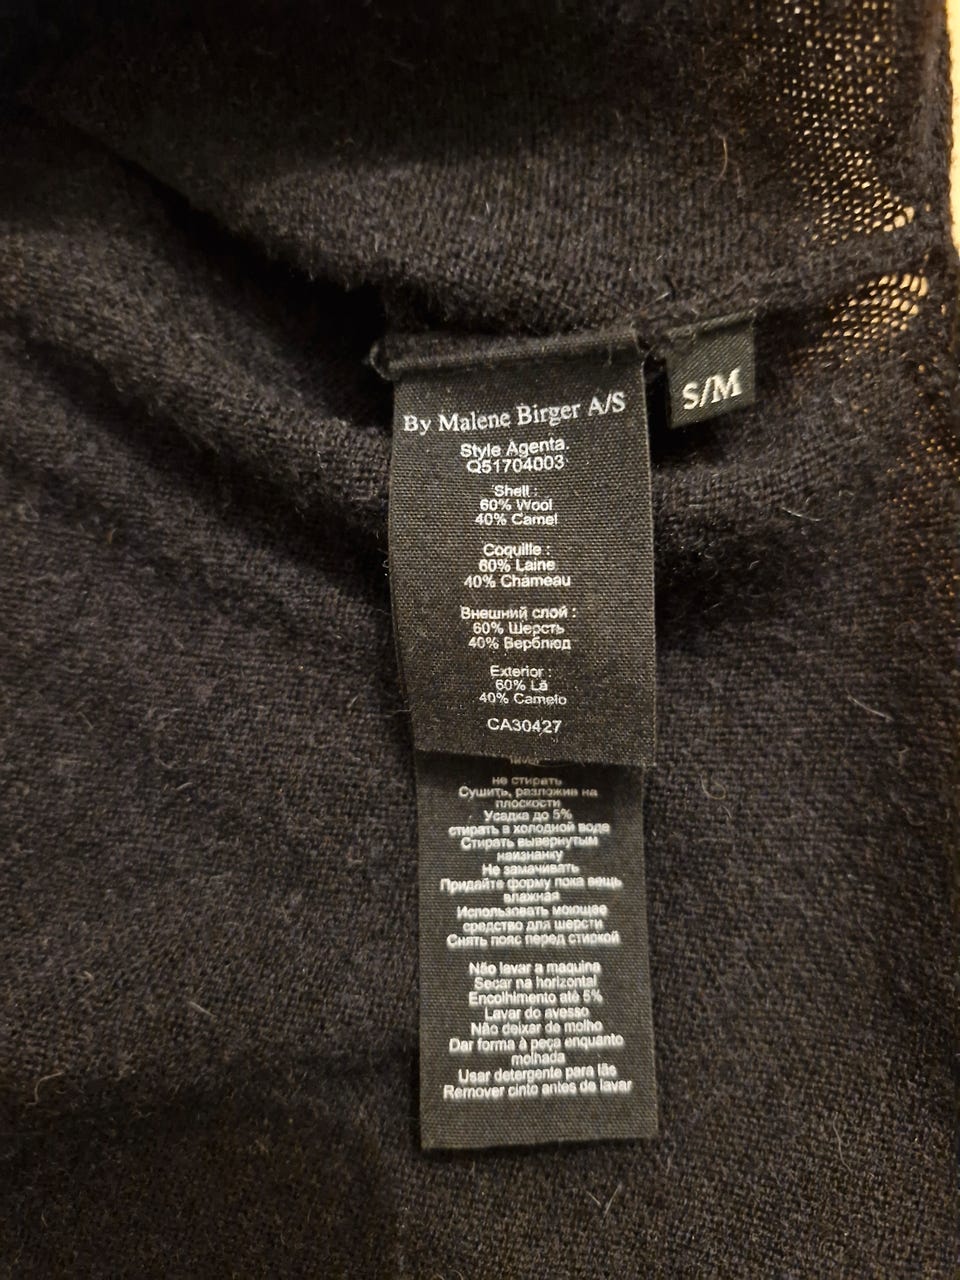 By Malene Birger A/S
S/M
Style Agenta
Q51704003
Shell :
60% Wool
40% Camel
Coquille :
60% Laine
40% Chameau
Внешний слой :
60% Шерсть
40% Верблюд
Exterior :
60% Lã
40% Camelo
CA30427
не стирать
Сушить, разложив на
плоскости
Усадка до 5%
стирать в холодной вода
Стирать вывернутым
наизнанку
Не замачивать
Придайте форму пока вещь
влажная
Использовать моющее
средство для шерсти
Снять пояс перед стиркой
Não lavar a maquina
Secar na horizontal
Encolhimento até 5%
Lavar do avesso
Não deixar de molho
Dar forma à peça enquanto
molhada
Usar detergente para lãs
Remover cinto antes de lavar